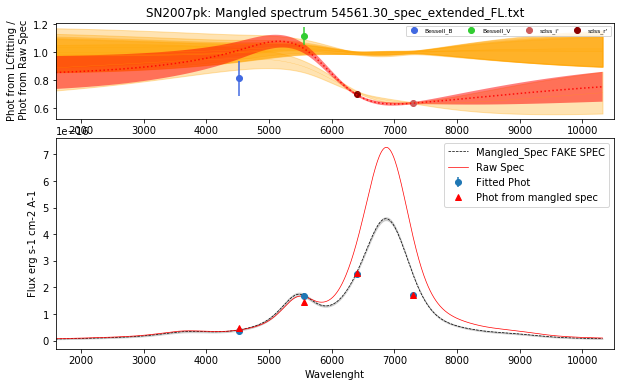 SN2007pk: Mangled spectrum 54561.30_spec_extended_FL.txt
Phot from LCfitting /
Phot from Raw Spec
1.2
1.0
0.8
0.6
Bessell_B
Bessell_V
sdss_i'
sdss_r'
2000 3000 4000 5000 6000 7000 8000 9000 10000
1e−16
Flux erg s-1 cm-2 A-1
7
6
5
4
3
2
1
0
Mangled_Spec FAKE SPEC
Raw Spec
Fitted Phot
Phot from mangled spec
2000 3000 4000 5000 6000 7000 8000 9000 10000
Wavelenght